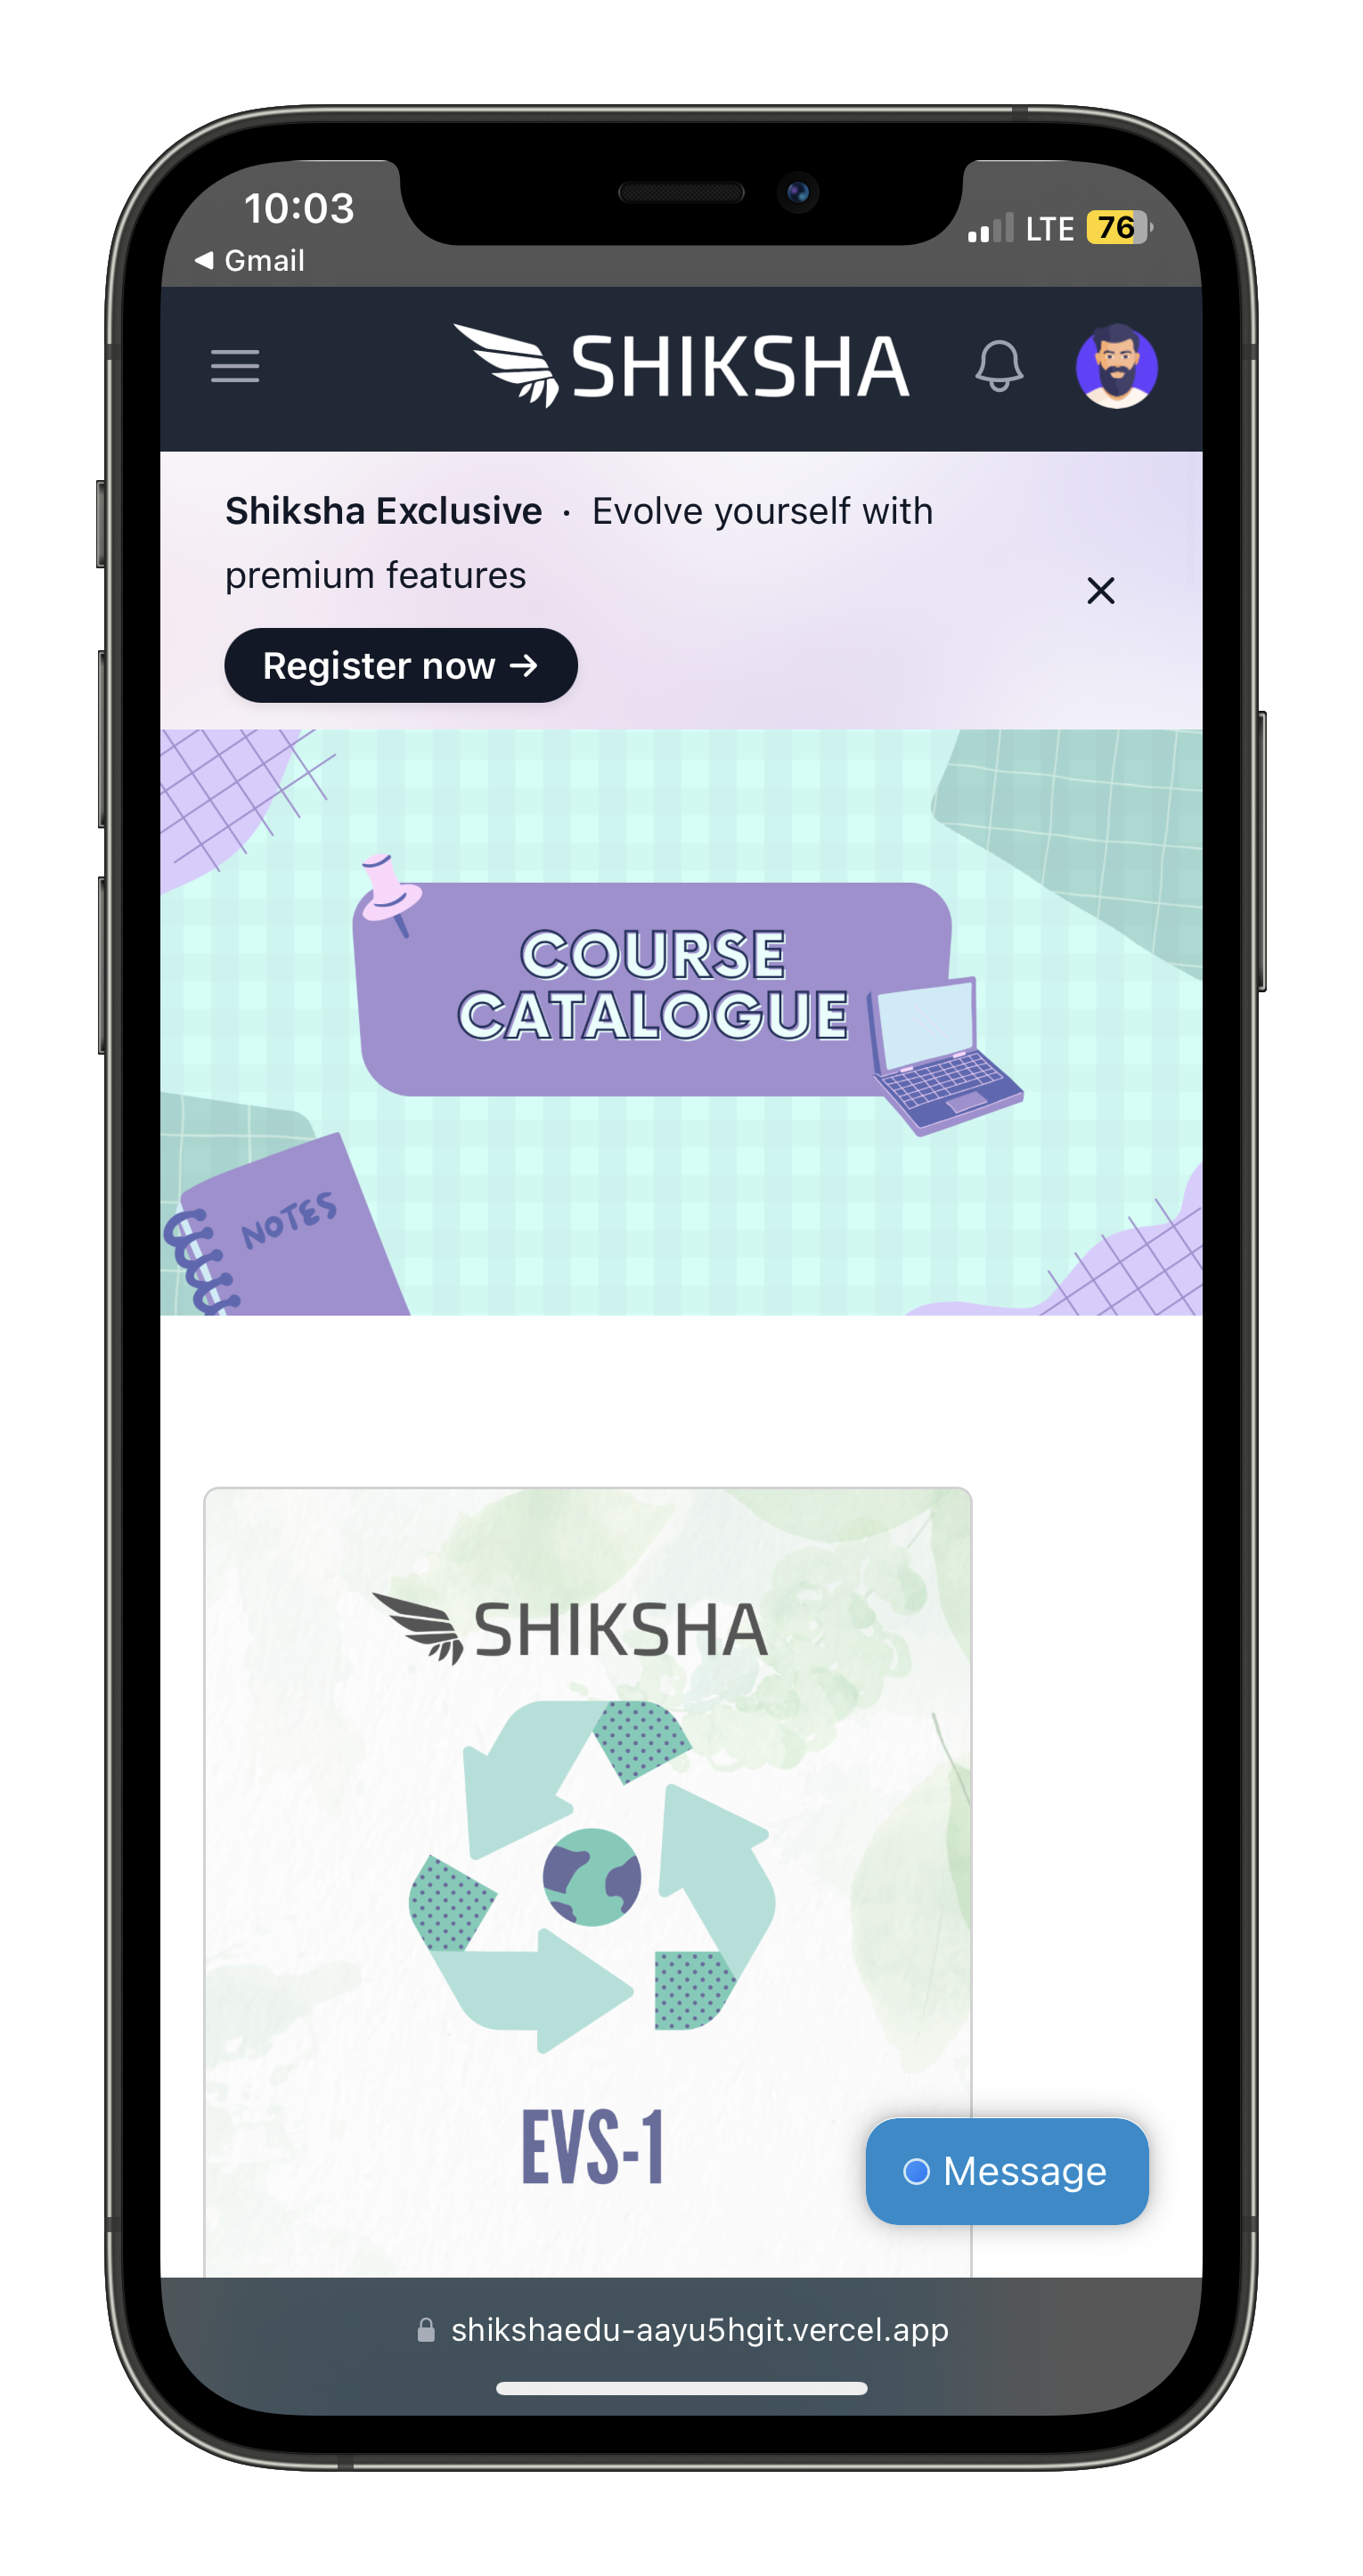 10:03
LTE 76
Gmail
SHIKSHA
Shiksha Exclusive · Evolve yourself with
premium features
Register now →
COURSE
CATALOGUE
NOTES
SHIKSHA
EVS-1
Message
shikshaedu-aayu5hgit.vercel.app